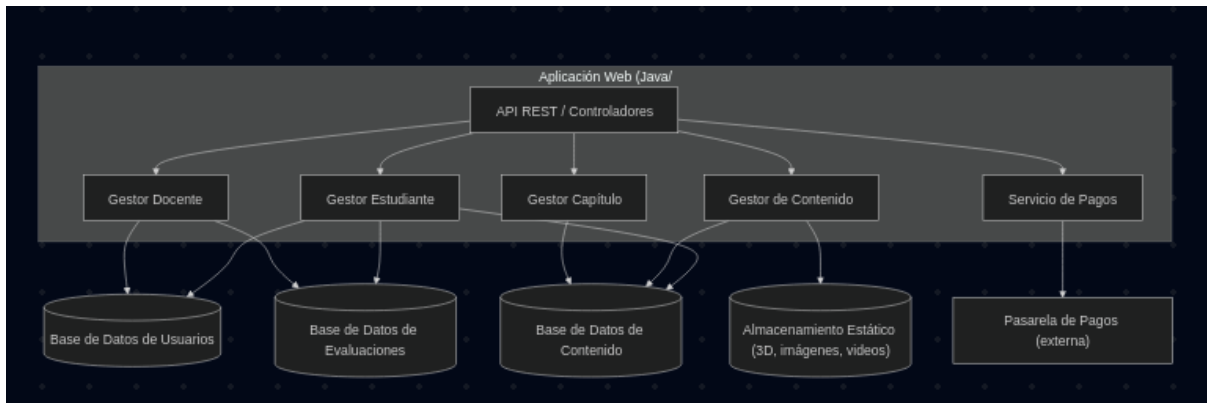 Aplicación Web (Java/
API REST / Controladores
Gestor Docente
Gestor Estudiante
Gestor Capítulo
Gestor de Contenido
Servicio de Pagos
Base de Datos de Usuarios
Base de Datos de
Evaluaciones
Base de Datos de
Contenido
Almacenamiento Estático
(3D, imágenes, videos)
Pasarela de Pagos
(externa)